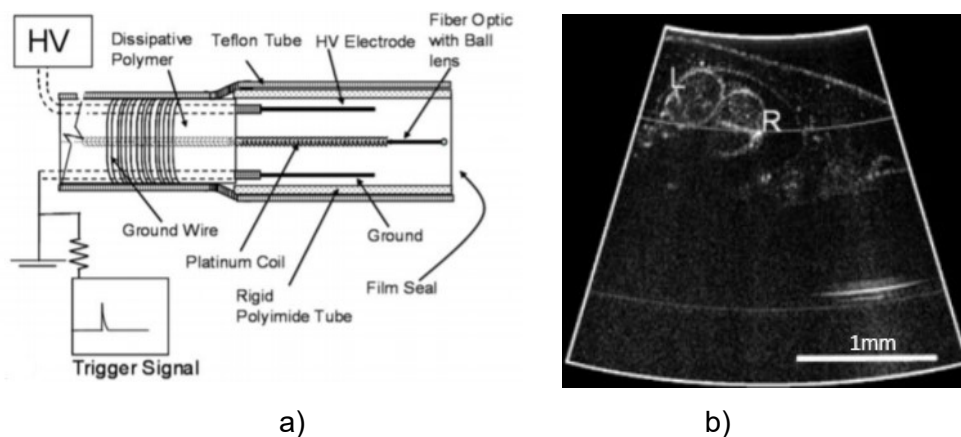 HV
Dissipative
Polymer
Teflon Tube
HV Electrode
Fiber Optic
with Ball
lens
Ground Wire
Platinum Coil
Rigid
Polyimide Tube
Ground
Film Seal
Trigger Signal
L
R
1mm
a)
b)